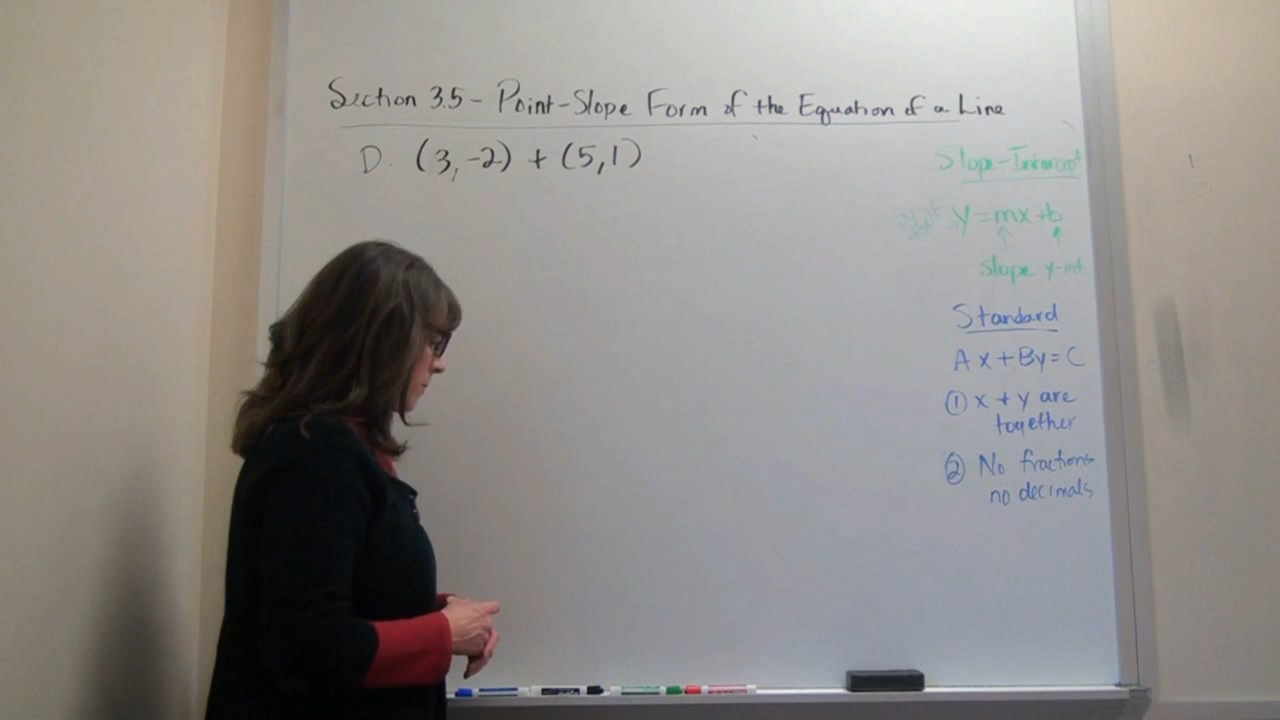 Section 3.5 - Point-Slope Form of the Equation of a Line
D. (3,-2) + (5,1)
Slope-Intercept
y = mx + b
slope y-int
Standard
Ax + By = C
① x + y are
together
② No fractions
no decimals